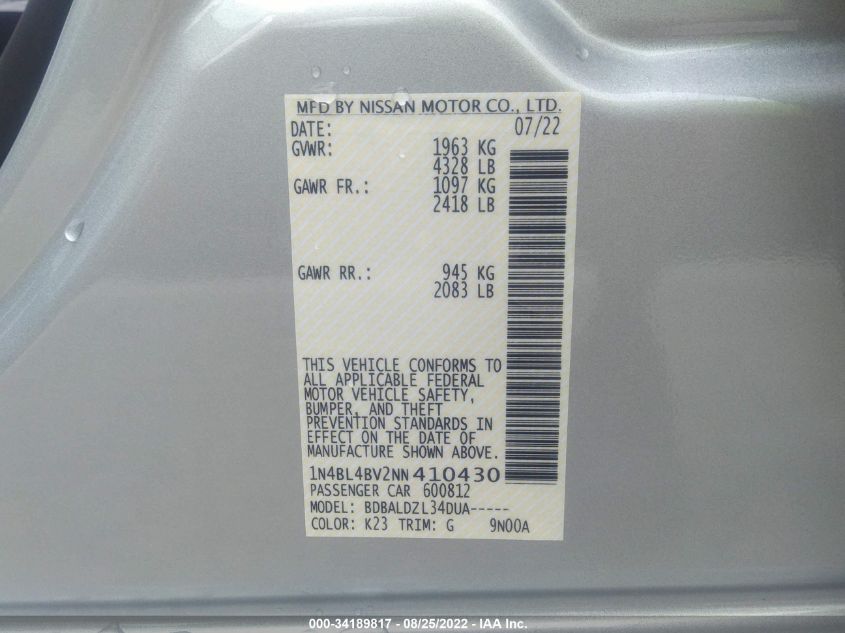 MFD BY NISSAN MOTOR CO., LTD.
DATE: 07/22
GVWR: 1963 KG
4328 LB
GAWR FR.: 1097 KG
2418 LB
GAWR RR.: 945 KG
2083 LB
THIS VEHICLE CONFORMS TO
ALL APPLICABLE FEDERAL
MOTOR VEHICLE SAFETY,
BUMPER, AND THEFT
PREVENTION STANDARDS IN
EFFECT ON THE DATE OF
MANUFACTURE SHOWN ABOVE.
1N4BL4BV2NN410430
PASSENGER CAR 600812
MODEL: BDBALDZL34DUA-----
COLOR: K23 TRIM: G 9N00A
000-34189817 - 08/25/2022 - IAA Inc.